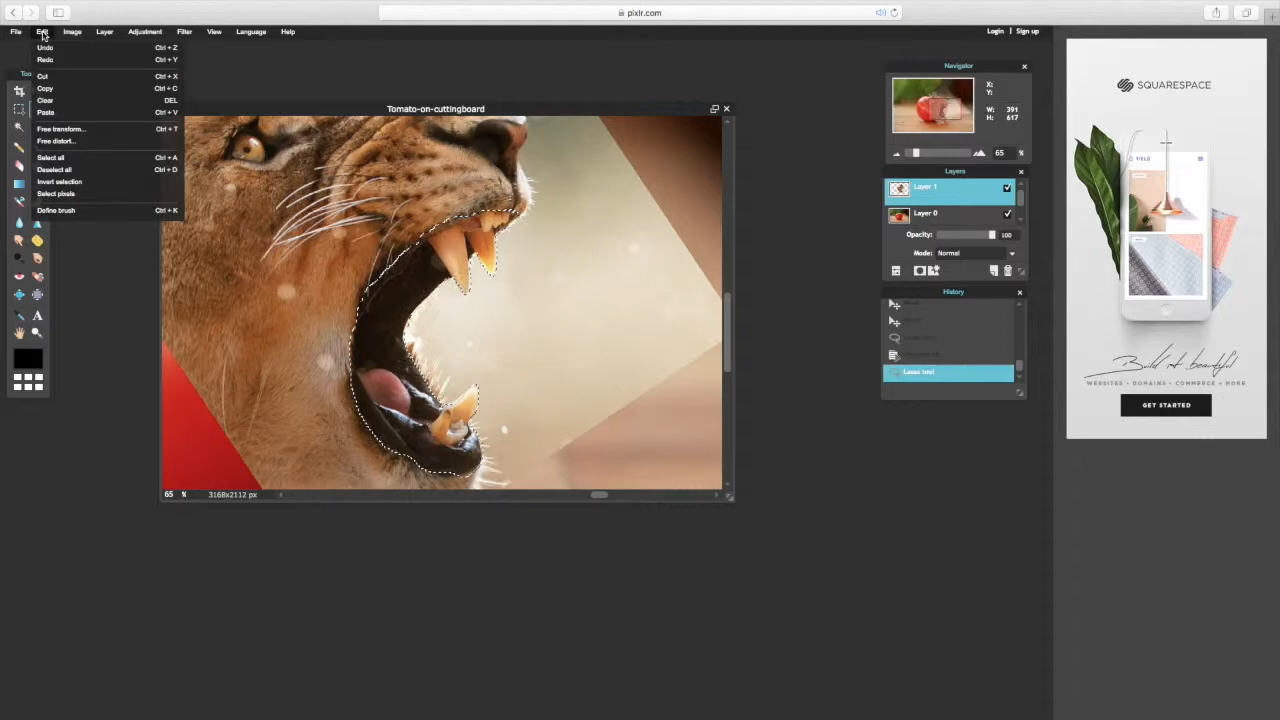 pixlr.com
File Edit Image Layer Adjustment Filter View Language Help Login Sign up
Undo Ctrl + Z
Redo Ctrl + Y
Cut Ctrl + X
Copy Ctrl + C
Clear DEL
Paste Ctrl + V
Free transform... Ctrl + T
Free distort...
Select all Ctrl + A
Deselect all Ctrl + D
Invert selection
Select pixels
Define brush Ctrl + K
Too
A
Tomato-on-cuttingboard
65 % 3168x2112 px
Navigator
X:
Y:
W: 391
H: 617
65 %
Layers
Layer 1
Layer 0
Opacity: 100
Mode: Normal
History
Lasso tool
SQUARESPACE
YIELD
Build it beautiful
WEBSITES • DOMAINS • COMMERCE • MORE
GET STARTED